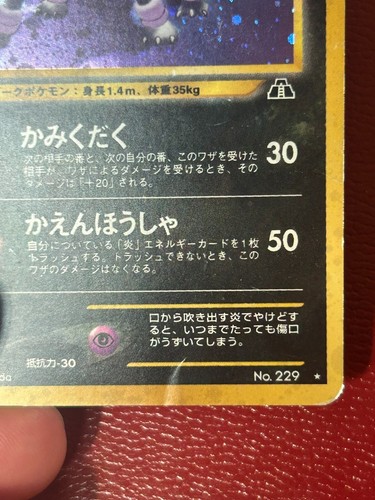 ークポケモン：身長1.4m、体重35kg
かみくだく 30
次の相手の番と、次の自分の番、このワザを受けた
相手が、ワザによるダメージを受けるとき、その
ダメージは「＋20」される。
かえんほうしゃ 50
自分についている「炎」エネルギーカードを1枚
トラッシュする。トラッシュできないとき、この
ワザのダメージはなくなる。
口から吹き出す炎でやけどす
ると、いつまでたっても傷口
がうずいてしまう。
抵抗力-30
da
No. 229 ★